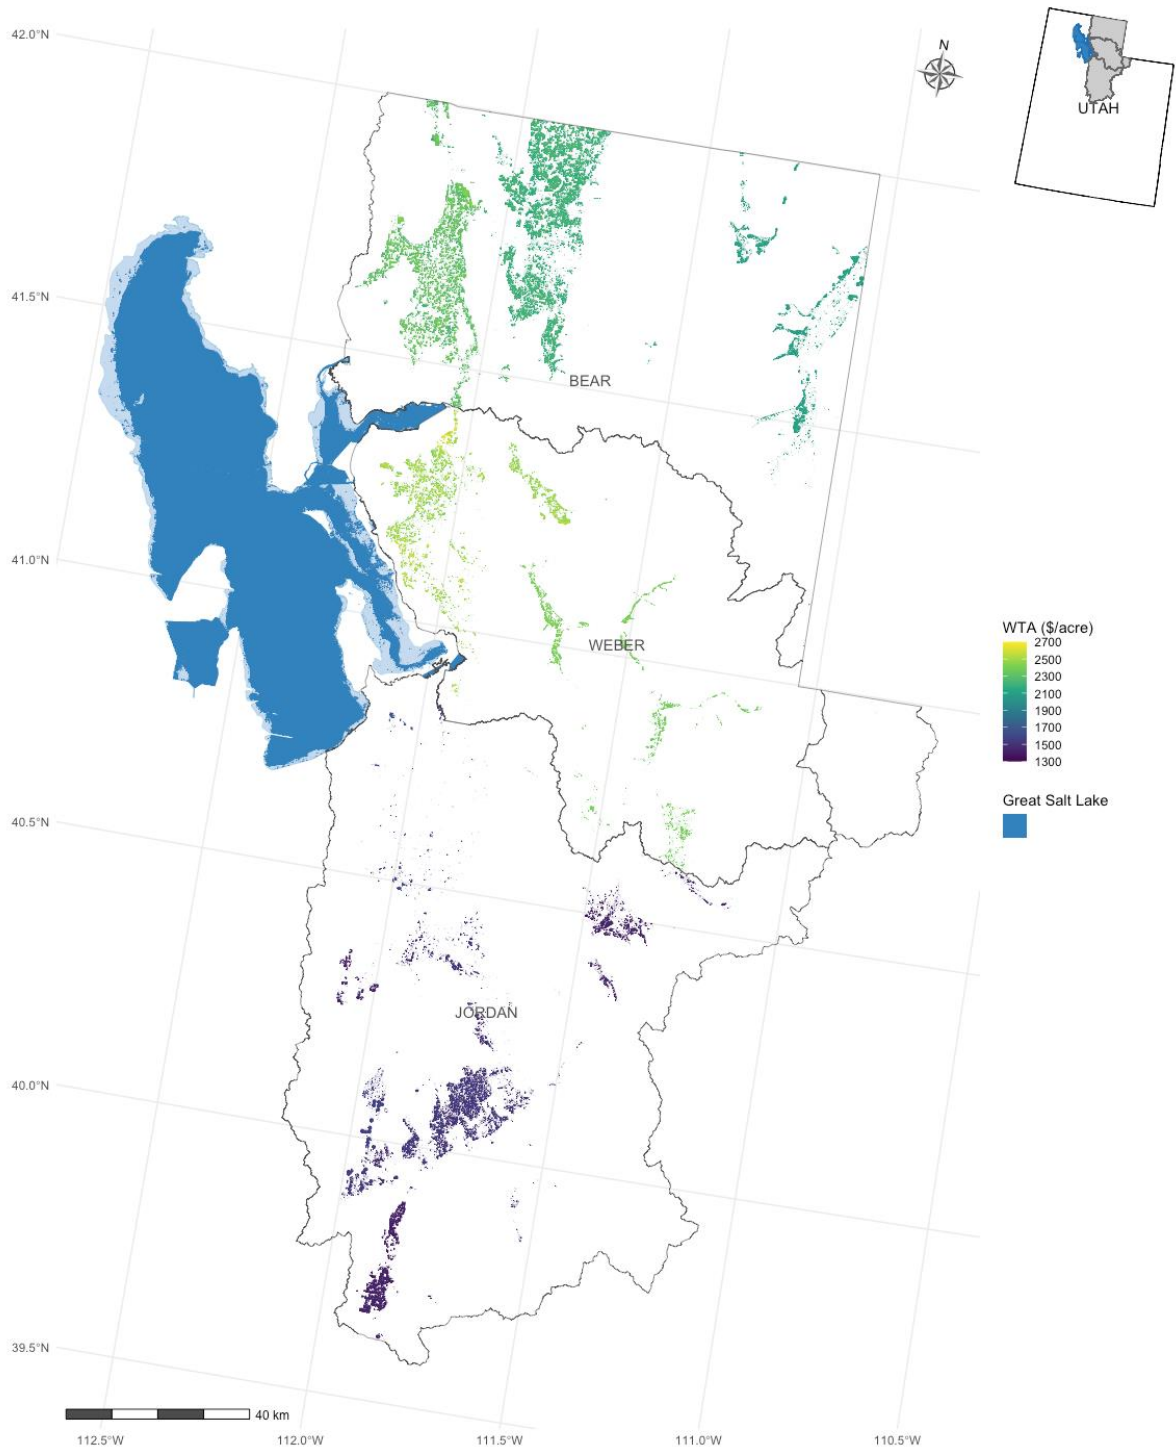 42.0°N
N
UTAH
41.5°N
BEAR
41.0°N
WEBER
WTA ($/acre)
2700
2500
2300
2100
1900
1700
1500
1300
Great Salt Lake
40.5°N
JORDAN
40.0°N
39.5°N
40 km
112.5°W 112.0°W 111.5°W 111.0°W 110.5°W